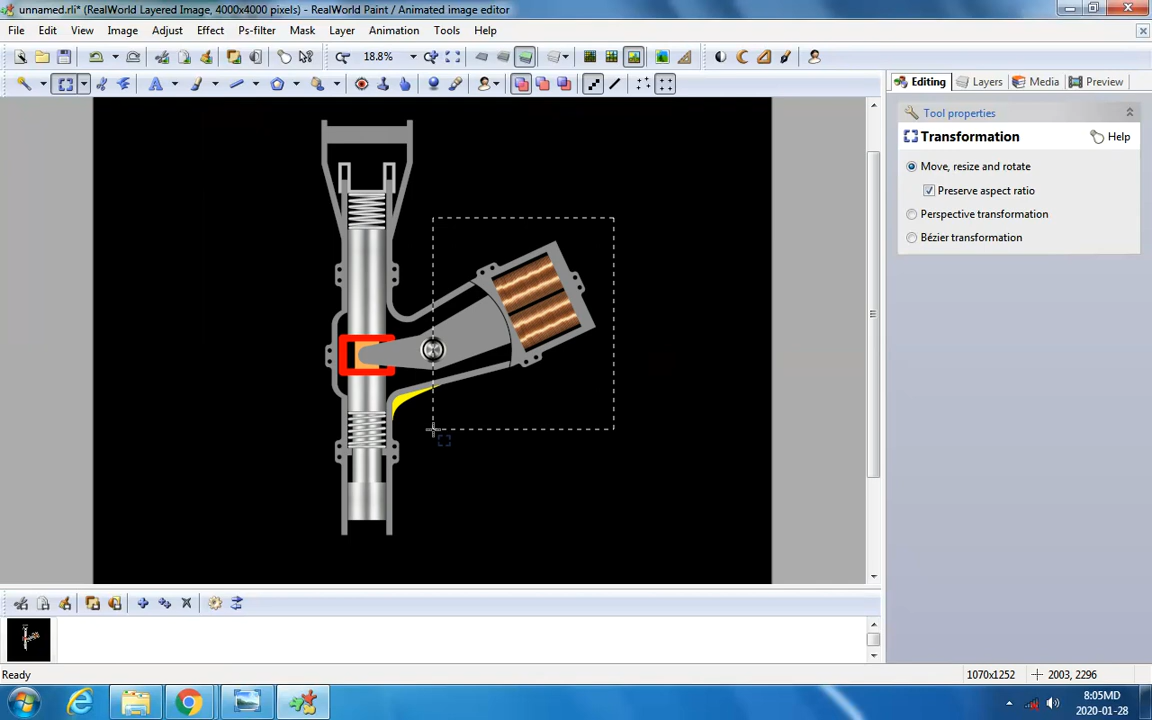 unnamed.rli* (RealWorld Layered Image, 4000x4000 pixels) - RealWorld Paint / Animated image editor
File Edit View Image Adjust Effect Ps-filter Mask Layer Animation Tools Help
18.8%
Editing Layers Media Preview
Tool properties
Transformation Help
Move, resize and rotate
Preserve aspect ratio
Perspective transformation
Bézier transformation
Ready
1070x1252 2003, 2296
8:05MD
2020-01-28